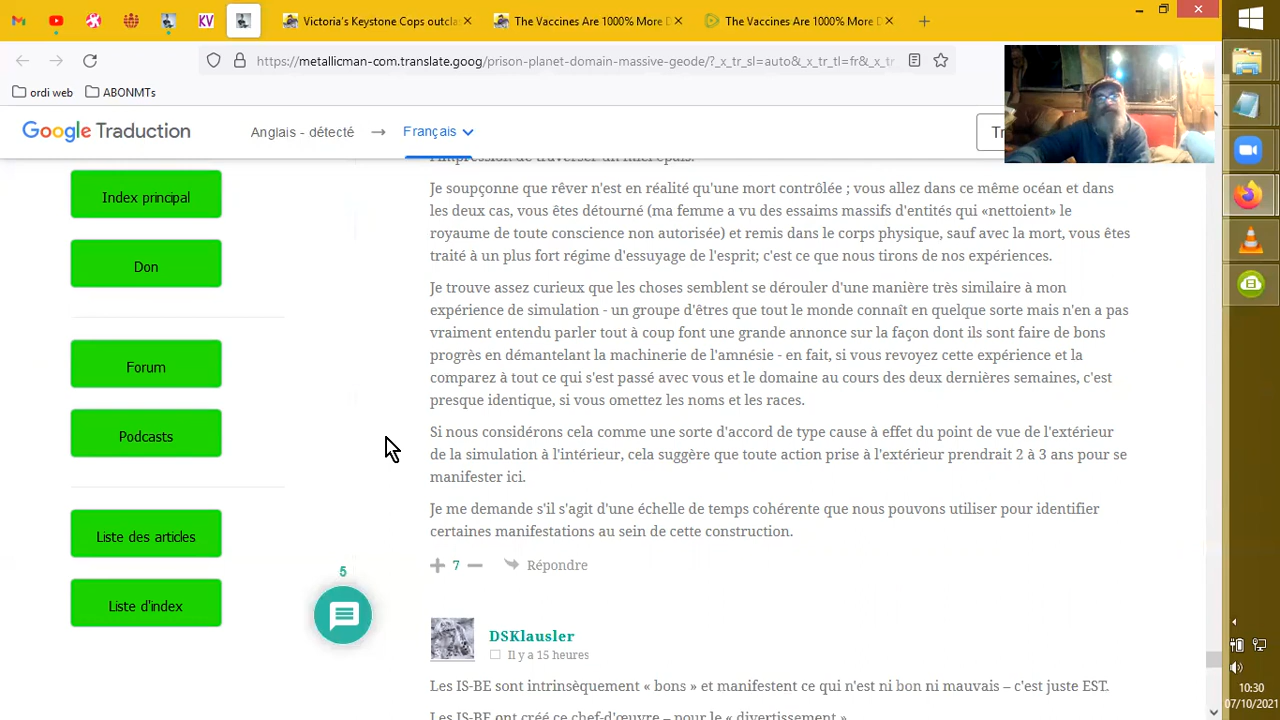 KV
Victoria's Keystone Cops outcla
The Vaccines Are 1000% More D
The Vaccines Are 1000% More D
https://metallicman-com.translate.goog/prison-planet-domain-massive-geode/?_x_tr_sl=auto&_x_tr_tl=fr&_x_tr
ordi web
ABONMTs
Google Traduction
Anglais - détecté
Français
Index principal
Don
Forum
Podcasts
Liste des articles
Liste d'index
Je soupçonne que rêver n'est en réalité qu'une mort contrôlée ; vous allez dans ce même océan et dans
les deux cas, vous êtes détourné (ma femme a vu des essaims massifs d'entités qui «nettoient» le
royaume de toute conscience non autorisée) et remis dans le corps physique, sauf avec la mort, vous êtes
traité à un plus fort régime d'essuyage de l'esprit; c'est ce que nous tirons de nos expériences.
Je trouve assez curieux que les choses semblent se dérouler d'une manière très similaire à mon
expérience de simulation - un groupe d'êtres que tout le monde connaît en quelque sorte mais n'en a pas
vraiment entendu parler tout à coup font une grande annonce sur la façon dont ils sont faire de bons
progrès en démantelant la machinerie de l'amnésie - en fait, si vous revoyez cette expérience et la
comparez à tout ce qui s'est passé avec vous et le domaine au cours des deux dernières semaines, c'est
presque identique, si vous omettez les noms et les races.
Si nous considérons cela comme une sorte d'accord de type cause à effet du point de vue de l'extérieur
de la simulation à l'intérieur, cela suggère que toute action prise à l'extérieur prendrait 2 à 3 ans pour se
manifester ici.
Je me demande s'il s'agit d'une échelle de temps cohérente que nous pouvons utiliser pour identifier
certaines manifestations au sein de cette construction.
7
Répondre
5
DSKlausler
Il y a 15 heures
Les IS-BE sont intrinsèquement « bons » et manifestent ce qui n'est ni bon ni mauvais – c'est juste EST.
Les IS-BE ont créé ce chef-d'œuvre – pour le « divertissement ».
10:30
07/10/2021